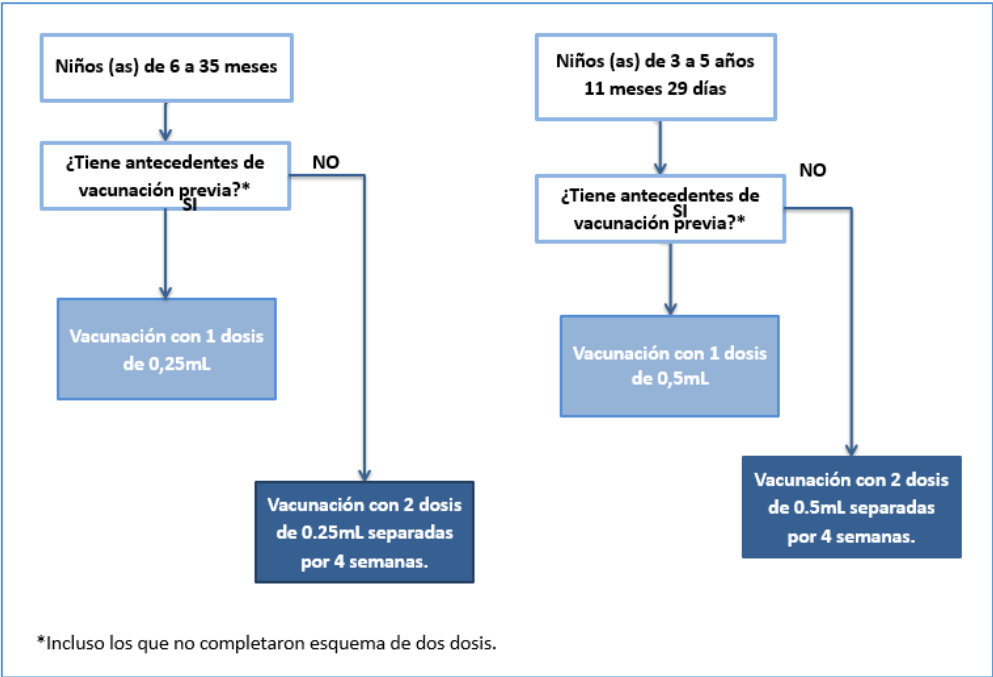 Niños (as) de 6 a 35 meses
¿Tiene antecedentes de
vacunación previa?*
SI
NO
Vacunación con 1 dosis
de 0,25mL
Vacunación con 2 dosis
de 0.25mL separadas
por 4 semanas.
Niños (as) de 3 a 5 años
11 meses 29 días
¿Tiene antecedentes de
SI
vacunación previa?*
NO
Vacunación con 1 dosis
de 0,5mL
Vacunación con 2 dosis
de 0.5mL separadas
por 4 semanas.
*Incluso los que no completaron esquema de dos dosis.